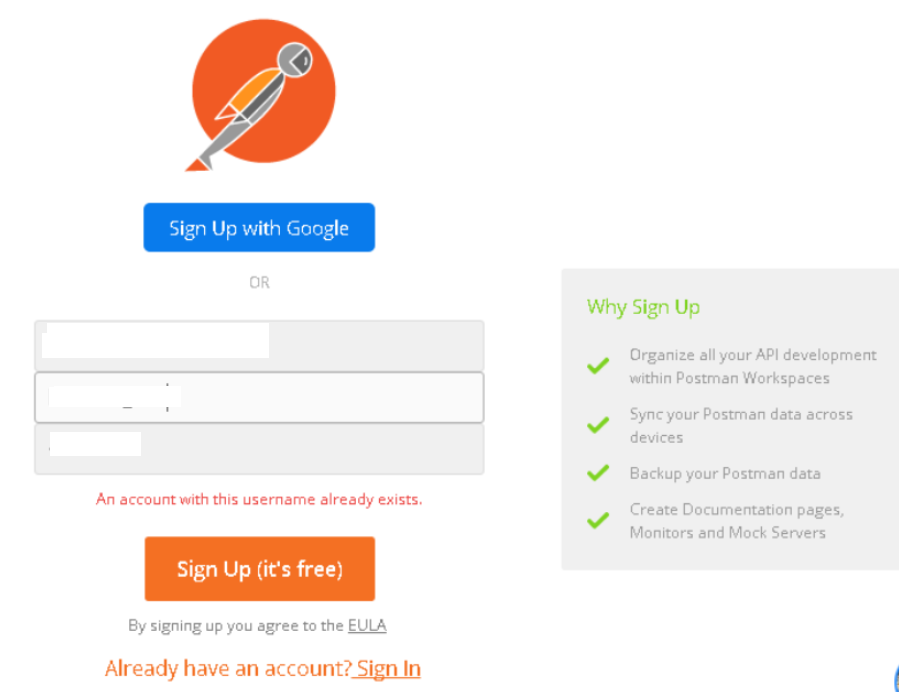 Sign Up with Google
OR
An account with this username already exists.
Sign Up (it's free)
By signing up you agree to the EULA
Already have an account? Sign In
Why Sign Up
Organize all your API development
within Postman Workspaces
Sync your Postman data across
devices
Backup your Postman data
Create Documentation pages,
Monitors and Mock Servers